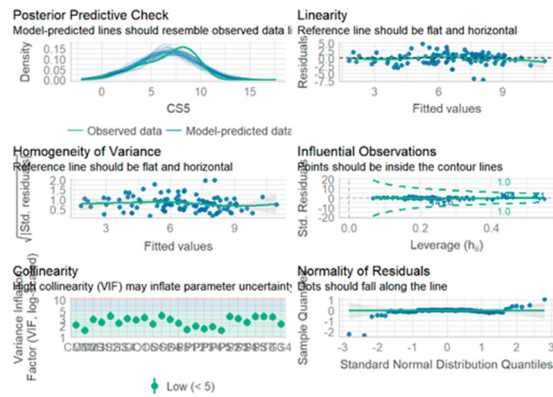 Posterior Predictive Check
Model-predicted lines should resemble observed data li
Density
0.15
0.10
0.05
0.00
0
5
10
15
CS5
Observed data
Model-predicted data
Linearity
Reference line should be flat and horizontal
Residuals
5.0
2.5
0.0
-2.5
-5.0
-7.5
3
6
9
Fitted values
Homogeneity of Variance
Reference line should be flat and horizontal
√|Std. residuals|
2.0
1.5
1.0
0.5
3
6
9
Fitted values
Influential Observations
Points should be inside the contour lines
Std. Residuals
20
10
0
-10
-20
1.0
1.0
0.0
0.2
0.4
Leverage (hii)
Collinearity
High collinearity (VIF) may inflate parameter uncertainty
Variance Inflation
Factor (VIF, log-scaled)
10
5
3
2
1
Low (< 5)
Normality of Residuals
Dots should fall along the line
Sample Quantiles
1
0
-1
-2
-3
-2
-1
0
1
2
3
Standard Normal Distribution Quantiles